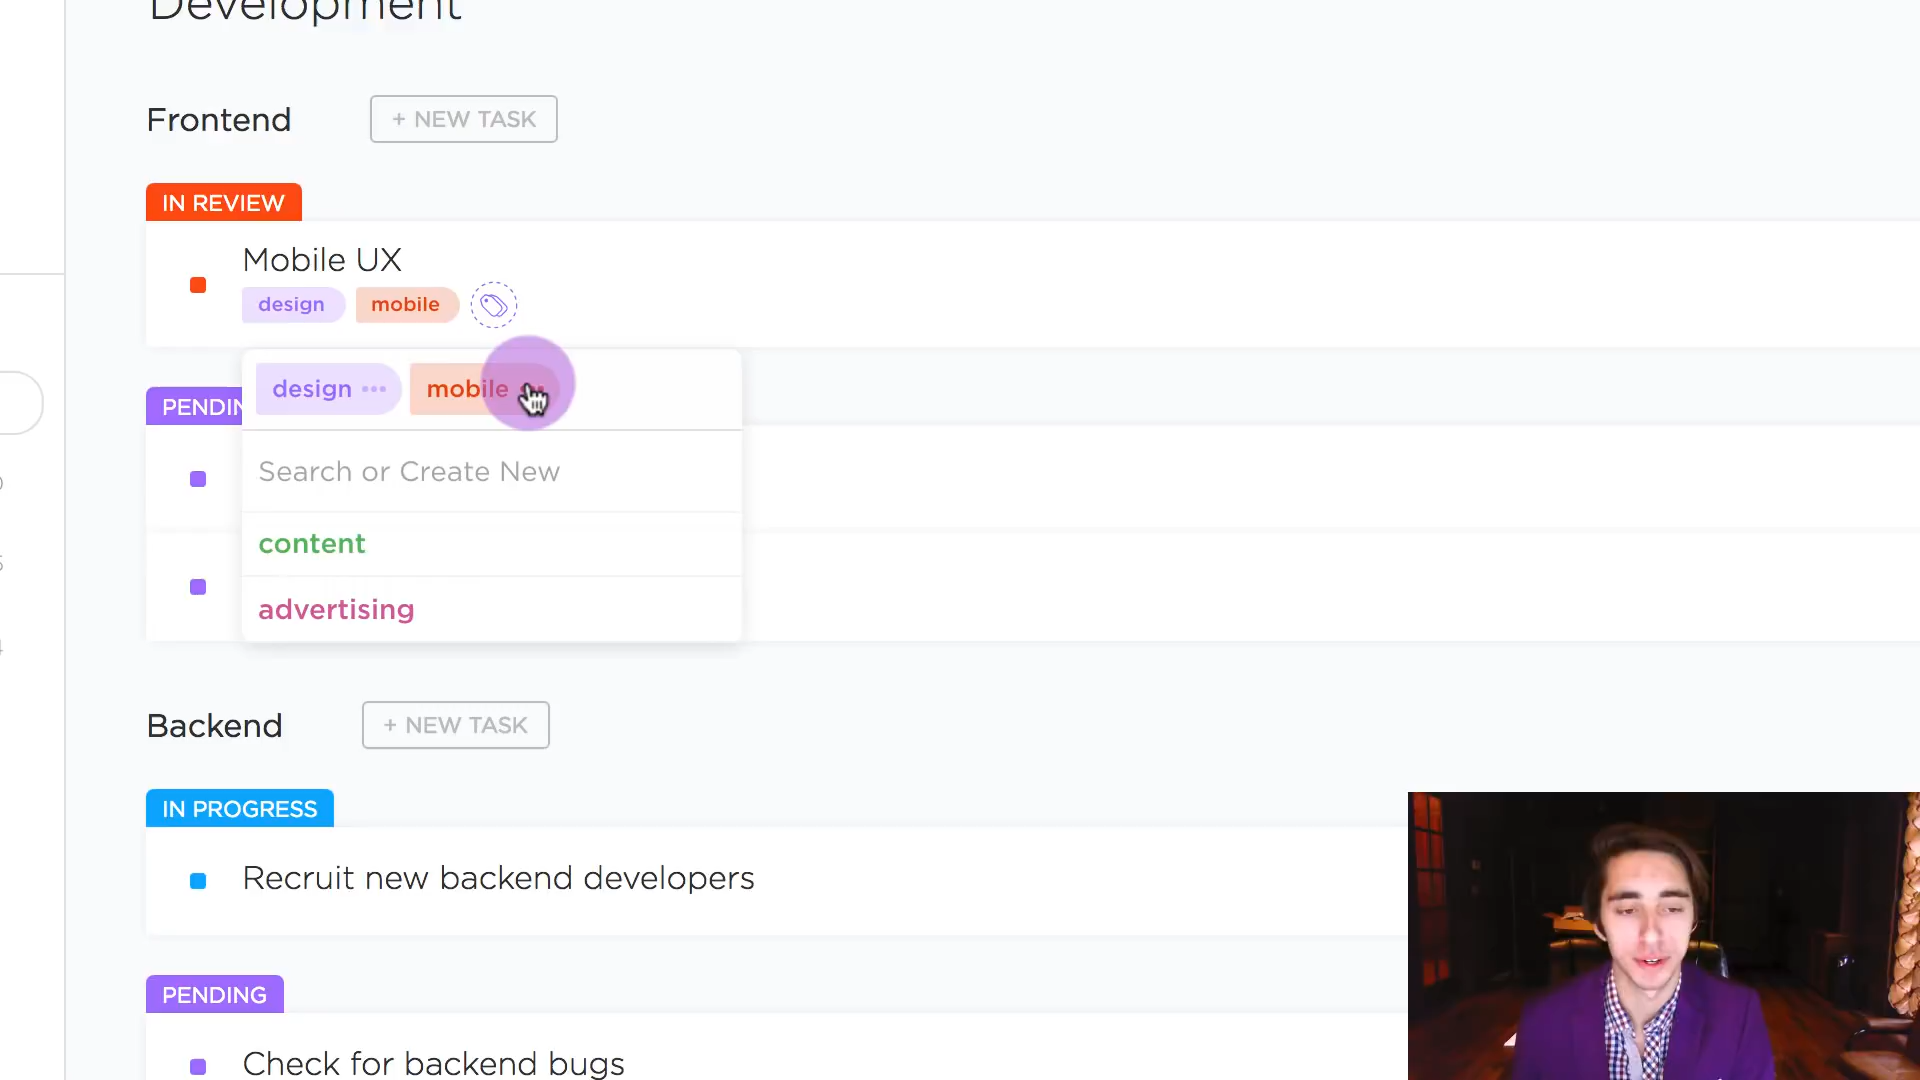 Development
Frontend
+ NEW TASK
IN REVIEW
Mobile UX
design
mobile
design
mobile
Search or Create New
content
advertising
Backend
+ NEW TASK
IN PROGRESS
Recruit new backend developers
PENDING
Check for backend bugs